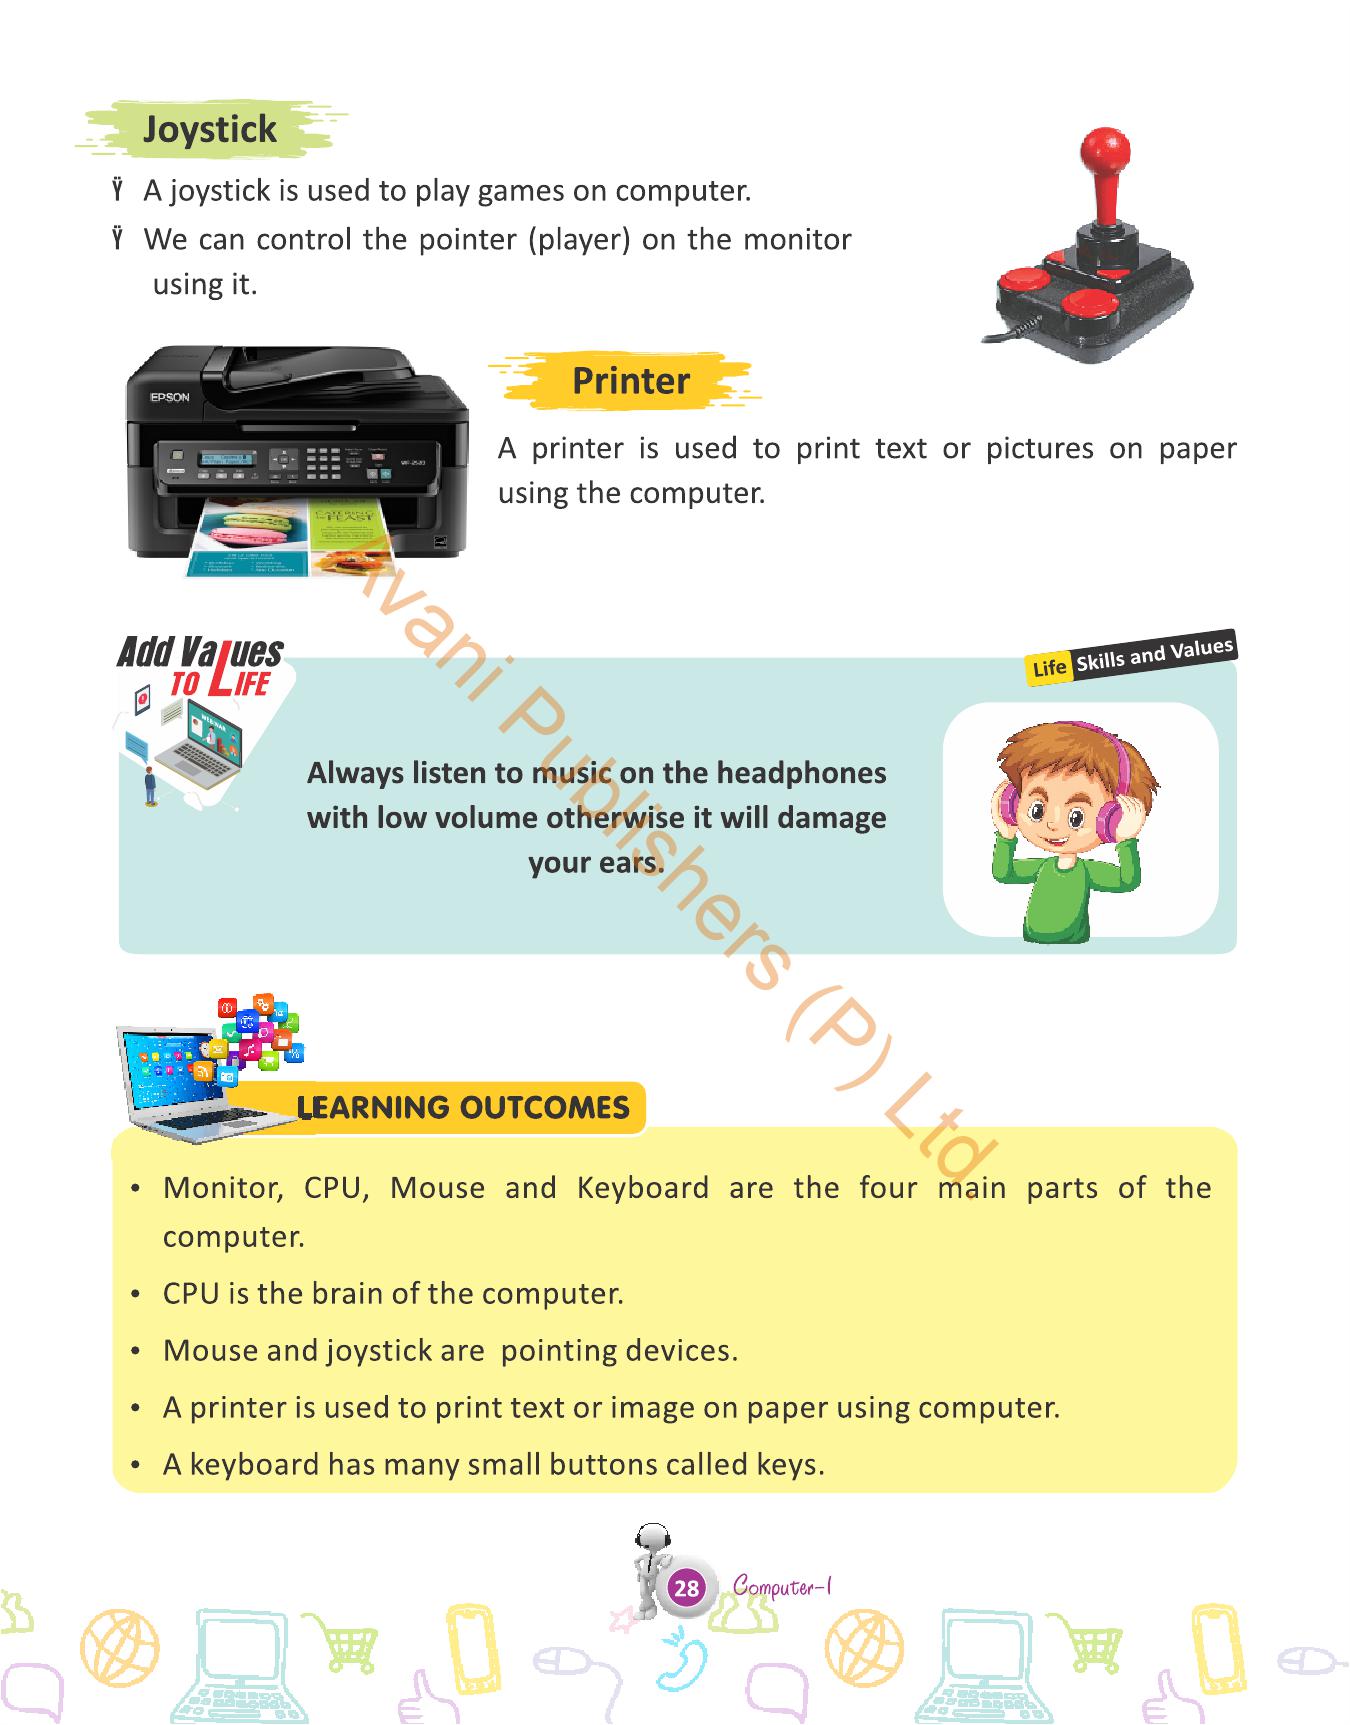 Joystick
Ÿ A joystick is used to play games on computer.
Ÿ We can control the pointer (player) on the monitor
using it.
EPSON
WF-2530
CATERING
FEAST
Printer
A printer is used to print text or pictures on paper
using the computer.
Add Values
TO LIFE
Life Skills and Values
Always listen to music on the headphones
with low volume otherwise it will damage
your ears.
Avani Publishers (P) Ltd.
LEARNING OUTCOMES
• Monitor, CPU, Mouse and Keyboard are the four main parts of the
computer.
• CPU is the brain of the computer.
• Mouse and joystick are pointing devices.
• A printer is used to print text or image on paper using computer.
• A keyboard has many small buttons called keys.
28 Computer-1